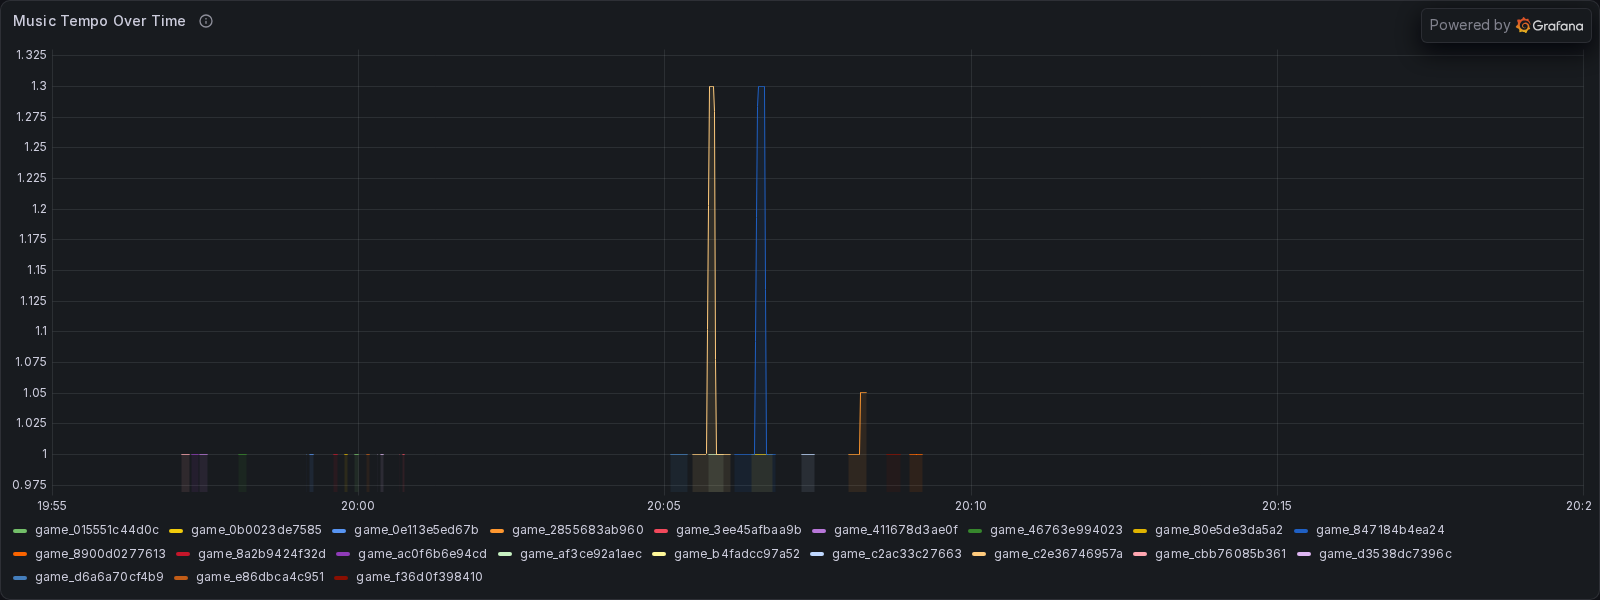 Music Tempo Over Time
Powered by Grafana
1.325
1.3
1.275
1.25
1.225
1.2
1.175
1.15
1.125
1.1
1.075
1.05
1.025
1
0.975
19:55 20:00 20:05 20:10 20:15 20:2
game_015551c44d0c game_0b0023de7585 game_0e113e5ed67b game_2855683ab960 game_3ee45afbaa9b game_411678d3ae0f game_46763e994023 game_80e5de3da5a2 game_847184b4ea24
game_8900d0277613 game_8a2b9424f32d game_ac0f6b6e94cd game_af3ce92a1aec game_b4fadcc97a52 game_c2ac33c27663 game_c2e36746957a game_cbb76085b361 game_d3538dc7396c
game_d6a6a70cf4b9 game_e86dbca4c951 game_f36d0f398410